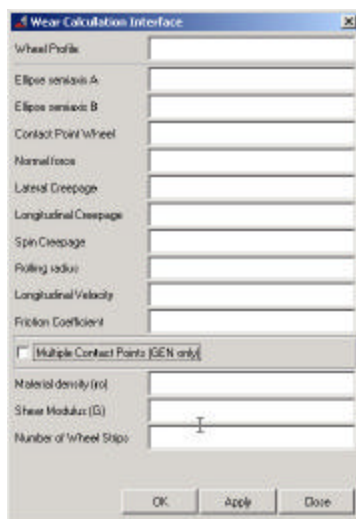 Wear Calculation Interface
Wheel Profile
Ellipse semiaxis A
Ellipse semiaxis B
Contact Point Wheel
Normal force
Lateral Creepage
Longitudinal Creepage
Spin Creepage
Rolling radius
Longitudinal Velocity
Friction Coefficient
Multiple Contact Points (GEN only)
Material density (ro)
Shear Modulus (G)
Number of Wheel Strips
OK Apply Close